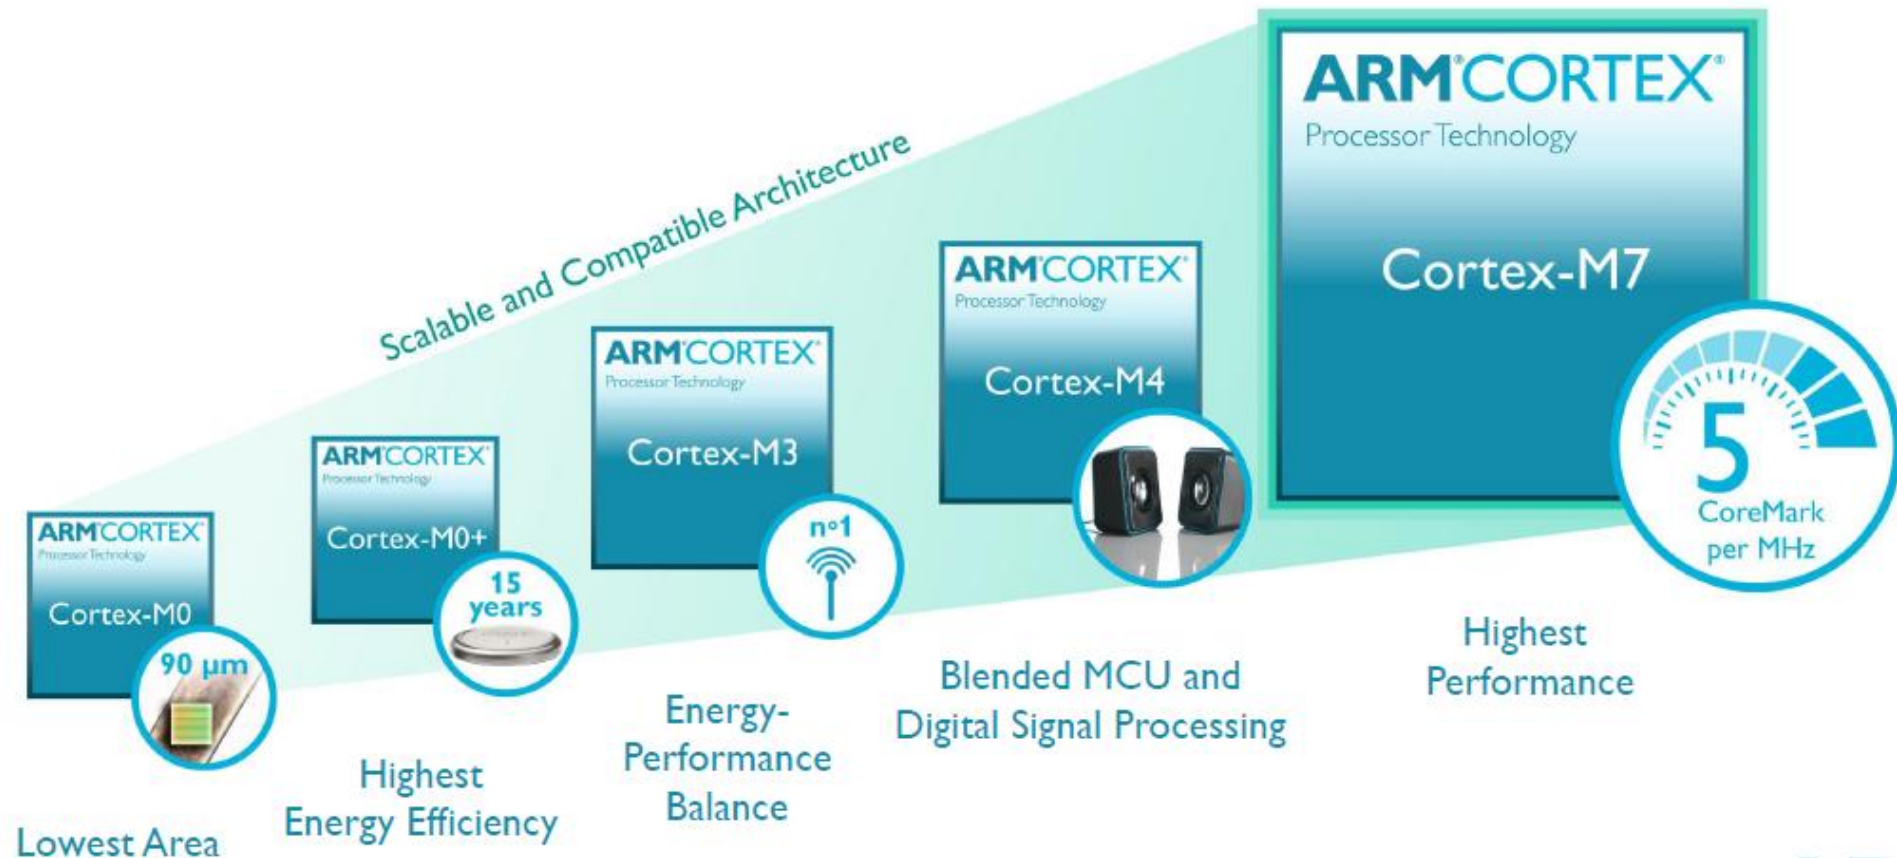 Scalable and Compatible Architecture
ARM®CORTEX®
Processor Technology
Cortex-M0
90 µm
Lowest Area
ARM®CORTEX®
Processor Technology
Cortex-M0+
15
years
Highest
Energy Efficiency
ARM®CORTEX®
Processor Technology
Cortex-M3
nº1
Energy-
Performance
Balance
ARM®CORTEX®
Processor Technology
Cortex-M4
Blended MCU and
Digital Signal Processing
ARM®CORTEX®
Processor Technology
Cortex-M7
5
CoreMark
per MHz
Highest
Performance